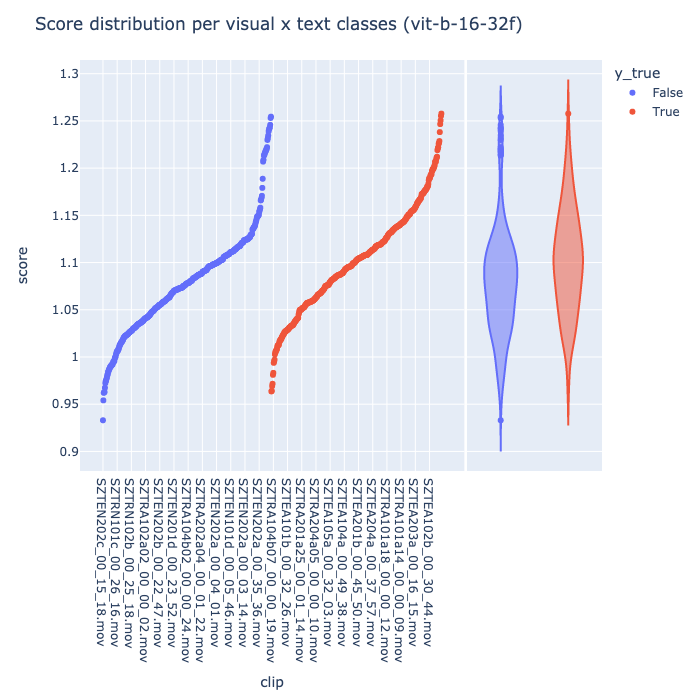 Score distribution per visual x text classes (vit-b-16-32f)
y_true
False
True
score
1.3
1.25
1.2
1.15
1.1
1.05
1
0.95
0.9
SZTEN202c_00_15_18.mov
SZTRN101c_00_26_16.mov
SZTRN102b_00_25_18.mov
SZTRA102a02_00_00_02.mov
SZTEN202b_00_22_47.mov
SZTEN201d_00_23_52.mov
SZTRA104b02_00_00_24.mov
SZTRA202a04_00_01_22.mov
SZTEN202a_00_04_01.mov
SZTEN101d_00_05_46.mov
SZTEN103a_00_13_14.mov
SZTEN202a_00_35_36.mov
SZTRA104b07_00_00_19.mov
SZTEA101b_00_32_26.mov
SZTRA201a25_00_01_14.mov
SZTRA204a05_00_00_10.mov
SZTEA105a_00_32_03.mov
SZTEA104a_00_49_38.mov
SZTEA201b_00_45_50.mov
SZTEA204a_00_37_57.mov
SZTRA101a18_00_00_12.mov
SZTRA101a14_00_00_09.mov
SZTEA203a_00_16_15.mov
SZTEA102b_00_30_44.mov
clip